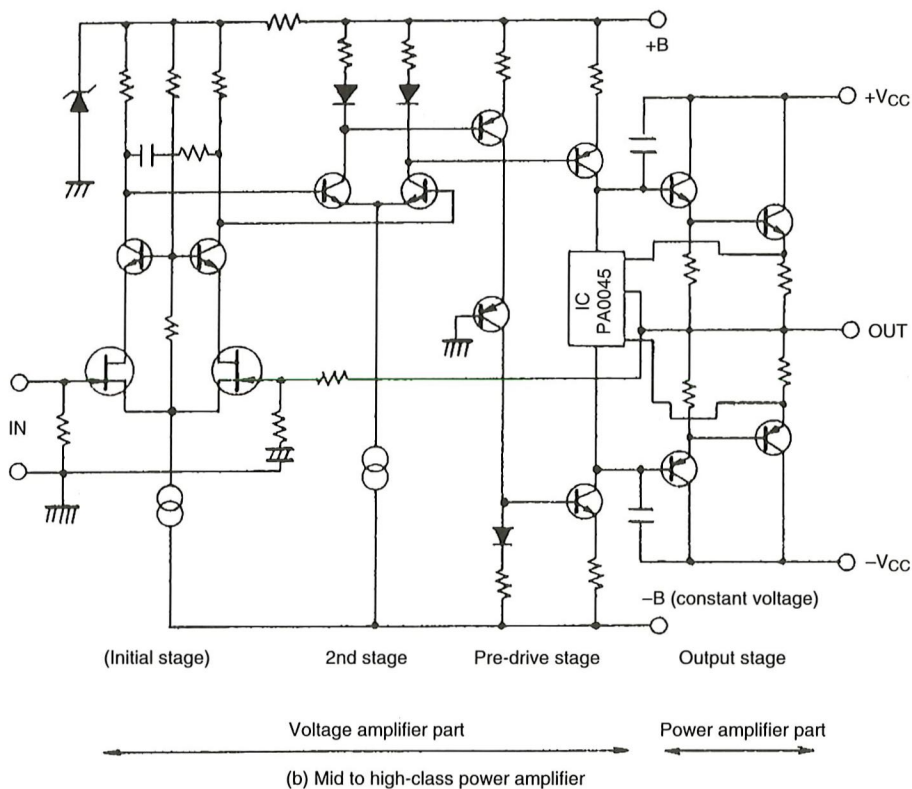 +B
+VCC
IC
PA0045
OUT
IN
–VCC
–B (constant voltage)
(Initial stage)
2nd stage
Pre-drive stage
Output stage
Voltage amplifier part
Power amplifier part
(b) Mid to high-class power amplifier